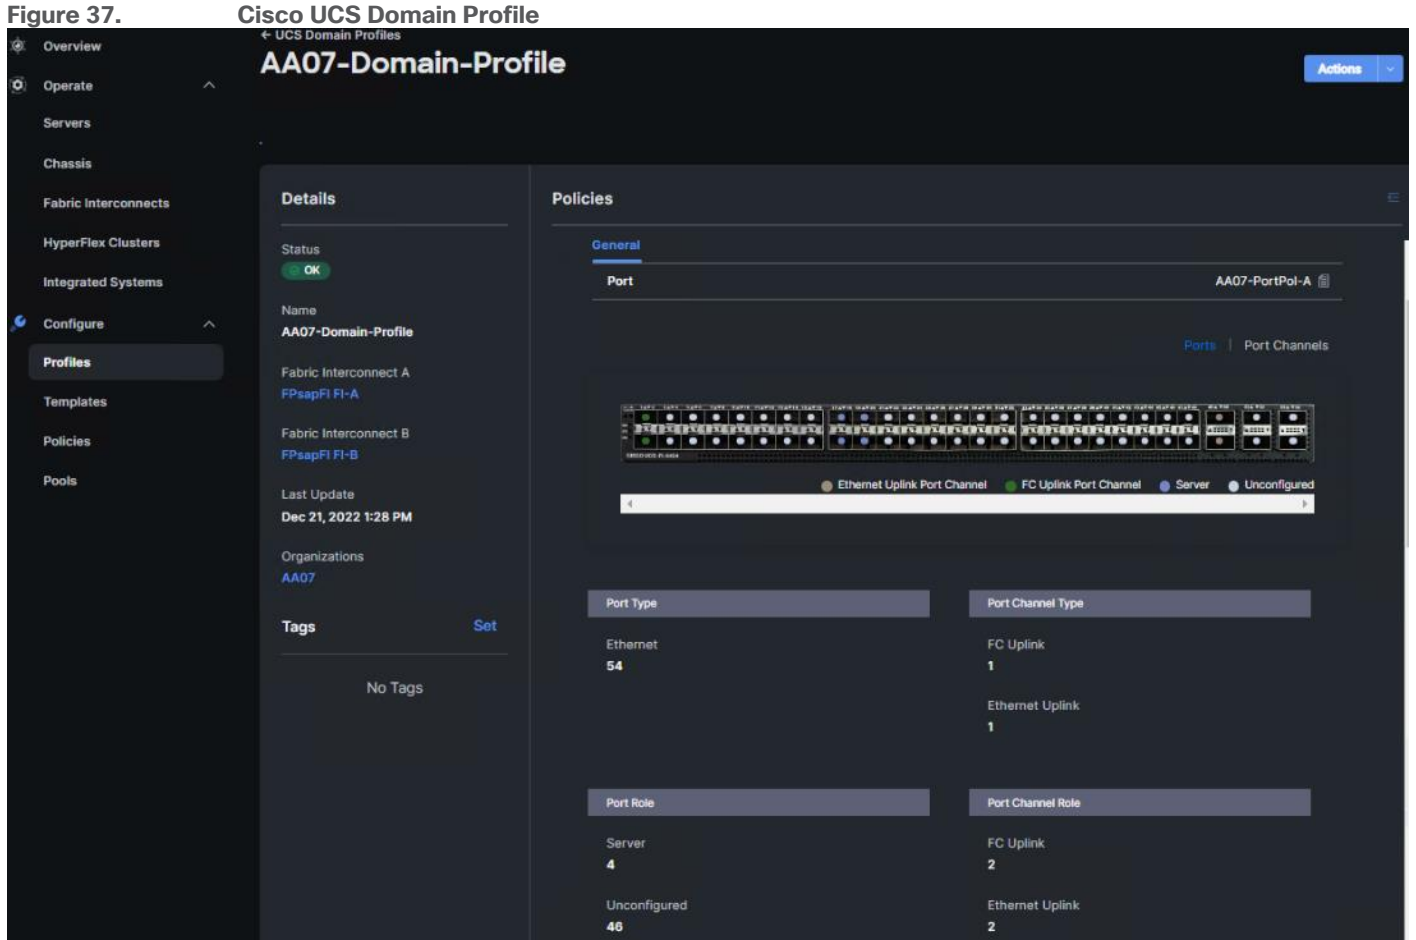 Figure 37. Cisco UCS Domain Profile
Overview
Operate
Servers
Chassis
Fabric Interconnects
HyperFlex Clusters
Integrated Systems
Configure
Profiles
Templates
Policies
Pools
← UCS Domain Profiles
AA07-Domain-Profile
Actions
Details
Status
OK
Name
AA07-Domain-Profile
Fabric Interconnect A
FPsapFI FI-A
Fabric Interconnect B
FPsapFI FI-B
Last Update
Dec 21, 2022 1:28 PM
Organizations
AA07
Tags Set
No Tags
Policies
General
Port AA07-PortPol-A
Ports | Port Channels
Ethernet Uplink Port Channel FC Uplink Port Channel Server Unconfigured
Port Type
Ethernet
54
Port Channel Type
FC Uplink
1
Ethernet Uplink
1
Port Role
Server
4
Unconfigured
46
Port Channel Role
FC Uplink
2
Ethernet Uplink
2